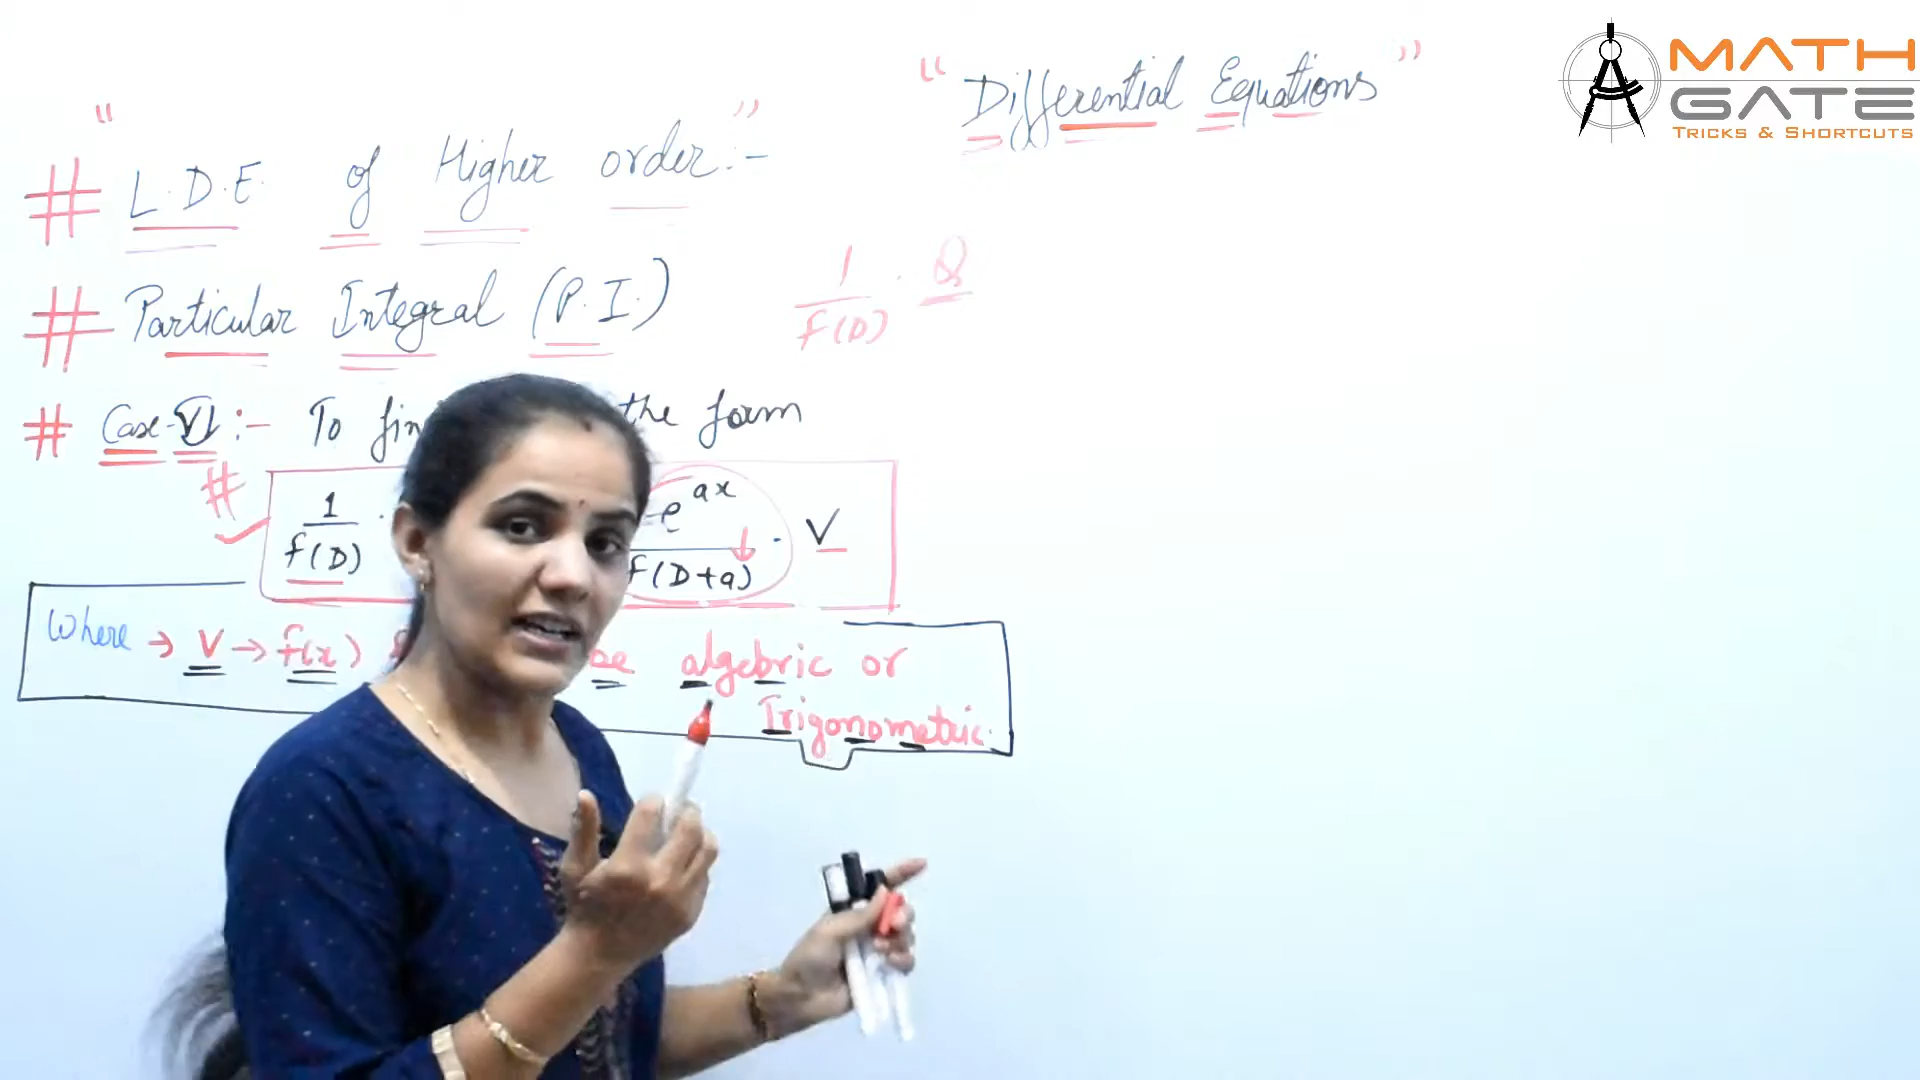 " Differential Equations "
MATH
GATE
TRICKS & SHORTCUTS
# " L.D.E. of Higher order:- "
# Particular Integral (P.I.) 1/f(D) . Q
# Case-VI :- To fin the form
# 1/f(D) . e^ax/f(D+a) . V
Where → V → f(x) be algebric or
Trigonometric.